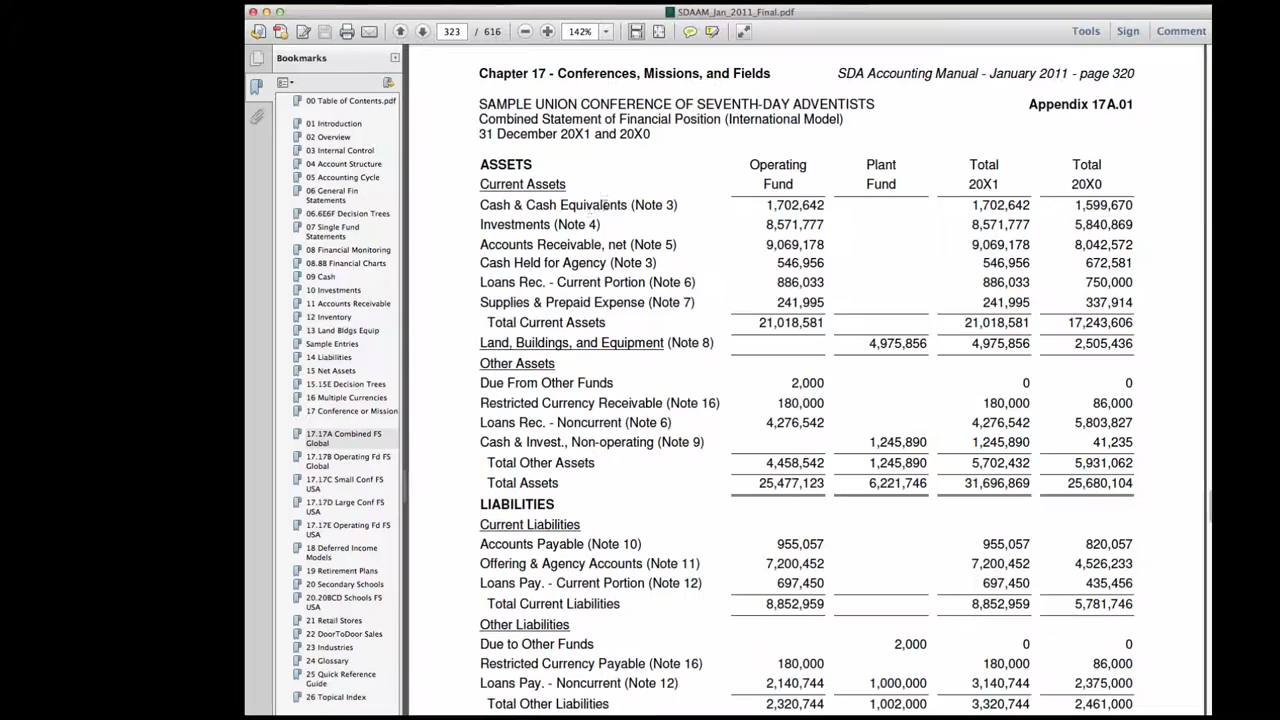 SDAAM_Jan_2011_Final.pdf
323 / 616 142% Tools Sign Comment
Bookmarks
00 Table of Contents.pdf
01 Introduction
02 Overview
03 Internal Control
04 Account Structure
05 Accounting Cycle
06 General Fin
Statements
06.6E6F Decision Trees
07 Single Fund
Statements
08 Financial Monitoring
08.8B Financial Charts
09 Cash
10 Investments
11 Accounts Receivable
12 Inventory
13 Land Bldgs Equip
Sample Entries
14 Liabilities
15 Net Assets
15.15E Decision Trees
16 Multiple Currencies
17 Conference or Mission
17.17A Combined FS
Global
17.17B Operating Fd FS
Global
17.17C Small Conf FS
USA
17.17D Large Conf FS
USA
17.17E Operating Fd FS
USA
18 Deferred Income
Models
19 Retirement Plans
20 Secondary Schools
20.20BCD Schools FS
USA
21 Retail Stores
22 DoorToDoor Sales
23 Industries
24 Glossary
25 Quick Reference
Guide
26 Topical Index
Chapter 17 - Conferences, Missions, and Fields SDA Accounting Manual - January 2011 - page 320
SAMPLE UNION CONFERENCE OF SEVENTH-DAY ADVENTISTS Appendix 17A.01
Combined Statement of Financial Position (International Model)
31 December 20X1 and 20X0
ASSETS Operating Plant Total Total
Current Assets Fund Fund 20X1 20X0
Cash & Cash Equivalents (Note 3) 1,702,642 1,702,642 1,599,670
Investments (Note 4) 8,571,777 8,571,777 5,840,869
Accounts Receivable, net (Note 5) 9,069,178 9,069,178 8,042,572
Cash Held for Agency (Note 3) 546,956 546,956 672,581
Loans Rec. - Current Portion (Note 6) 886,033 886,033 750,000
Supplies & Prepaid Expense (Note 7) 241,995 241,995 337,914
Total Current Assets 21,018,581 21,018,581 17,243,606
Land, Buildings, and Equipment (Note 8) 4,975,856 4,975,856 2,505,436
Other Assets
Due From Other Funds 2,000 0 0
Restricted Currency Receivable (Note 16) 180,000 180,000 86,000
Loans Rec. - Noncurrent (Note 6) 4,276,542 4,276,542 5,803,827
Cash & Invest., Non-operating (Note 9) 1,245,890 1,245,890 41,235
Total Other Assets 4,458,542 1,245,890 5,702,432 5,931,062
Total Assets 25,477,123 6,221,746 31,696,869 25,680,104
LIABILITIES
Current Liabilities
Accounts Payable (Note 10) 955,057 955,057 820,057
Offering & Agency Accounts (Note 11) 7,200,452 7,200,452 4,526,233
Loans Pay. - Current Portion (Note 12) 697,450 697,450 435,456
Total Current Liabilities 8,852,959 8,852,959 5,781,746
Other Liabilities
Due to Other Funds 2,000 0 0
Restricted Currency Payable (Note 16) 180,000 180,000 86,000
Loans Pay. - Noncurrent (Note 12) 2,140,744 1,000,000 3,140,744 2,375,000
Total Other Liabilities 2,320,744 1,002,000 3,320,744 2,461,000